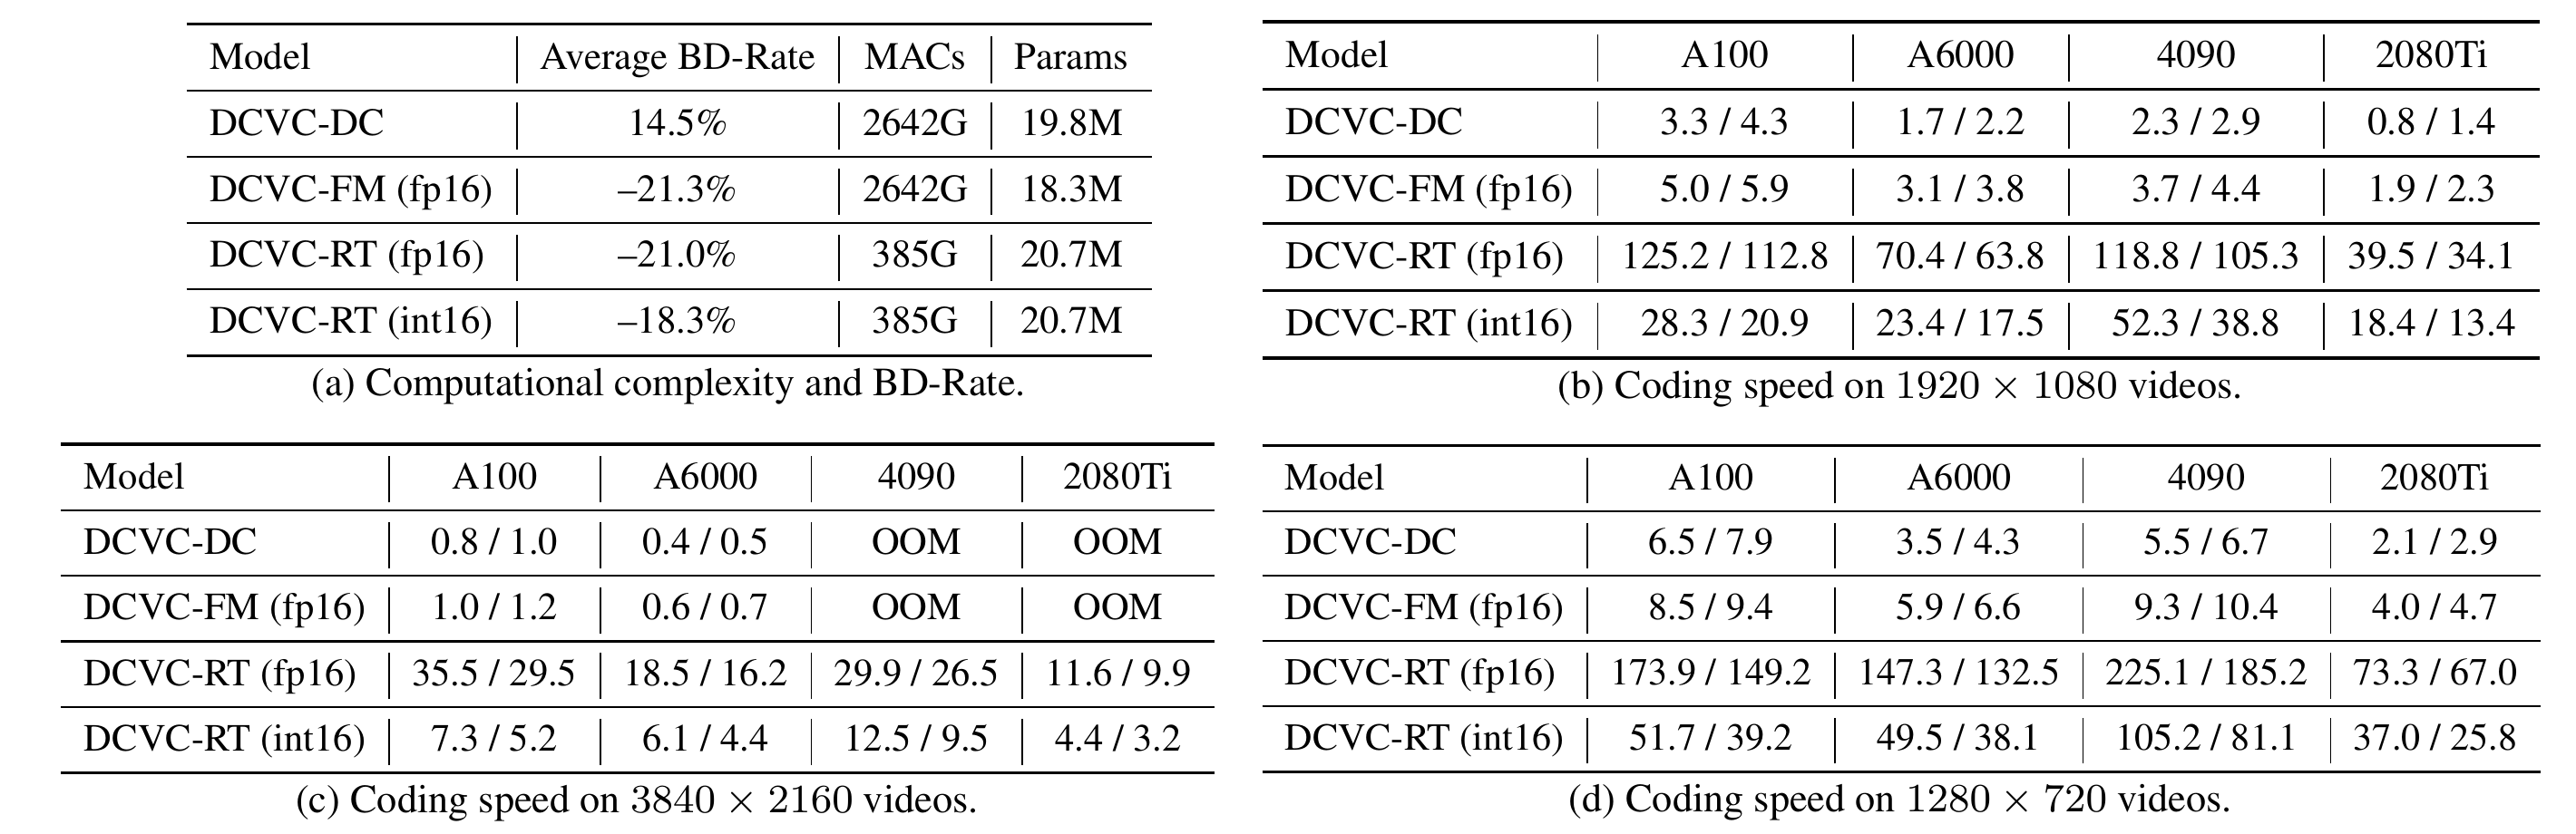 Model | Average BD-Rate | MACs | Params
DCVC-DC | 14.5% | 2642G | 19.8M
DCVC-FM (fp16) | –21.3% | 2642G | 18.3M
DCVC-RT (fp16) | –21.0% | 385G | 20.7M
DCVC-RT (int16) | –18.3% | 385G | 20.7M
(a) Computational complexity and BD-Rate.
Model | A100 | A6000 | 4090 | 2080Ti
DCVC-DC | 3.3 / 4.3 | 1.7 / 2.2 | 2.3 / 2.9 | 0.8 / 1.4
DCVC-FM (fp16) | 5.0 / 5.9 | 3.1 / 3.8 | 3.7 / 4.4 | 1.9 / 2.3
DCVC-RT (fp16) | 125.2 / 112.8 | 70.4 / 63.8 | 118.8 / 105.3 | 39.5 / 34.1
DCVC-RT (int16) | 28.3 / 20.9 | 23.4 / 17.5 | 52.3 / 38.8 | 18.4 / 13.4
(b) Coding speed on 1920 × 1080 videos.
Model | A100 | A6000 | 4090 | 2080Ti
DCVC-DC | 0.8 / 1.0 | 0.4 / 0.5 | OOM | OOM
DCVC-FM (fp16) | 1.0 / 1.2 | 0.6 / 0.7 | OOM | OOM
DCVC-RT (fp16) | 35.5 / 29.5 | 18.5 / 16.2 | 29.9 / 26.5 | 11.6 / 9.9
DCVC-RT (int16) | 7.3 / 5.2 | 6.1 / 4.4 | 12.5 / 9.5 | 4.4 / 3.2
(c) Coding speed on 3840 × 2160 videos.
Model | A100 | A6000 | 4090 | 2080Ti
DCVC-DC | 6.5 / 7.9 | 3.5 / 4.3 | 5.5 / 6.7 | 2.1 / 2.9
DCVC-FM (fp16) | 8.5 / 9.4 | 5.9 / 6.6 | 9.3 / 10.4 | 4.0 / 4.7
DCVC-RT (fp16) | 173.9 / 149.2 | 147.3 / 132.5 | 225.1 / 185.2 | 73.3 / 67.0
DCVC-RT (int16) | 51.7 / 39.2 | 49.5 / 38.1 | 105.2 / 81.1 | 37.0 / 25.8
(d) Coding speed on 1280 × 720 videos.